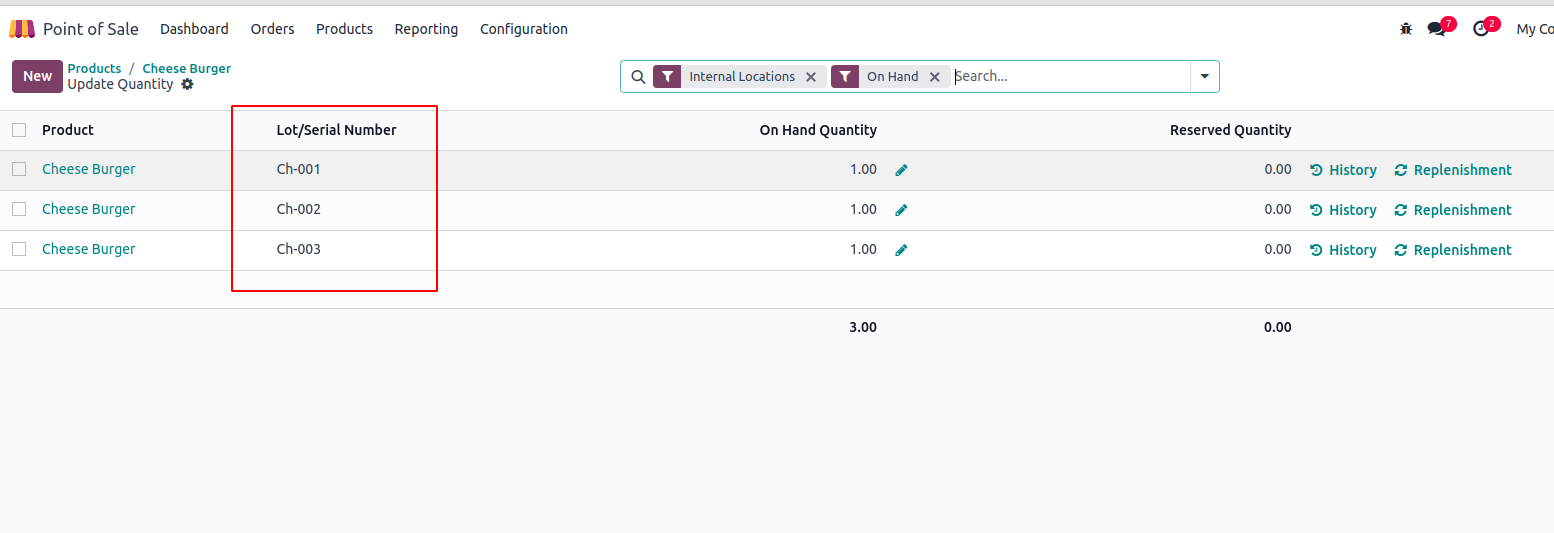 Point of Sale Dashboard Orders Products Reporting Configuration 7 2 My Co
New Products / Cheese Burger Internal Locations On Hand Search...
Update Quantity
Product Lot/Serial Number On Hand Quantity Reserved Quantity
Cheese Burger Ch-001 1.00 0.00 History Replenishment
Cheese Burger Ch-002 1.00 0.00 History Replenishment
Cheese Burger Ch-003 1.00 0.00 History Replenishment
3.00 0.00